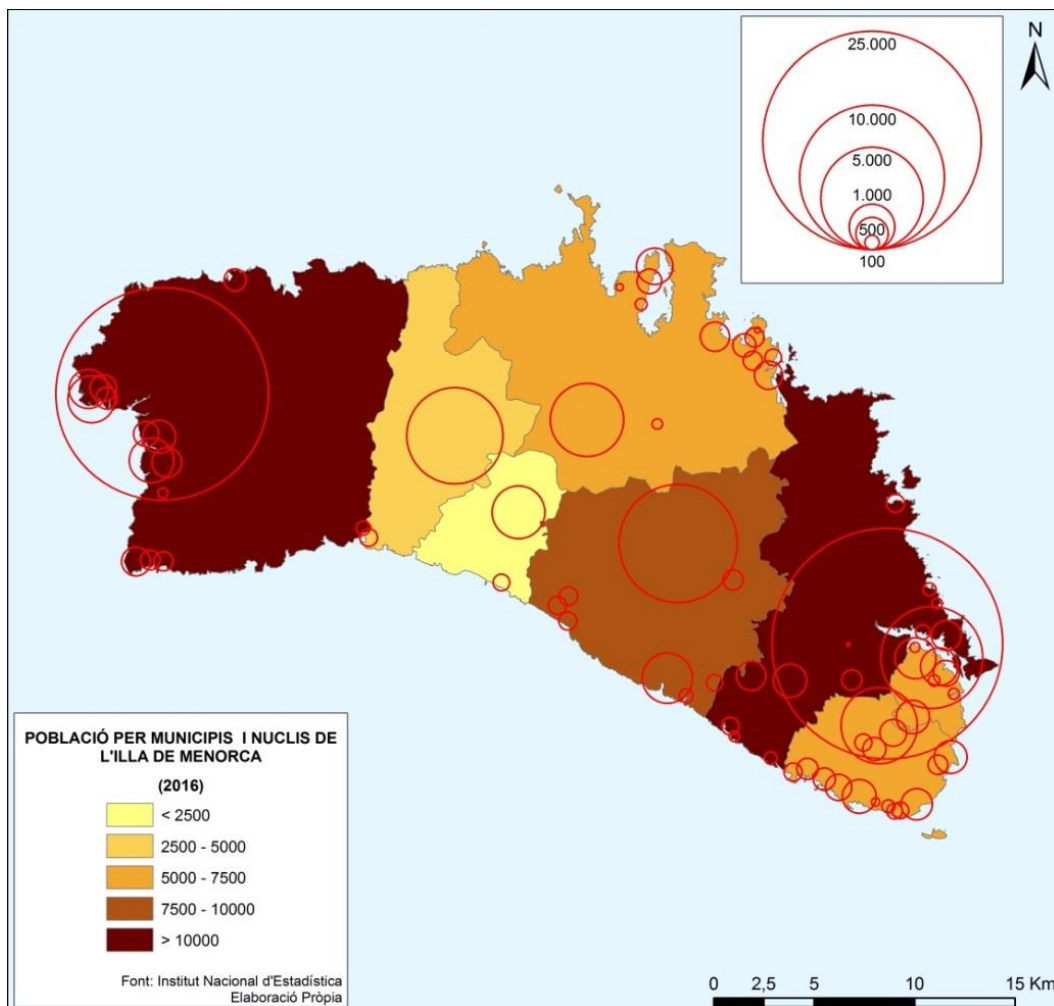 25.000
10.000
5.000
1.000
500
100
N
POBLACIÓ PER MUNICIPIS I NUCLIS DE
L'ILLA DE MENORCA
(2016)
< 2500
2500 - 5000
5000 - 7500
7500 - 10000
> 10000
Font: Institut Nacional d'Estadística
Elaboració Pròpia
0 2,5 5 10 15 Km